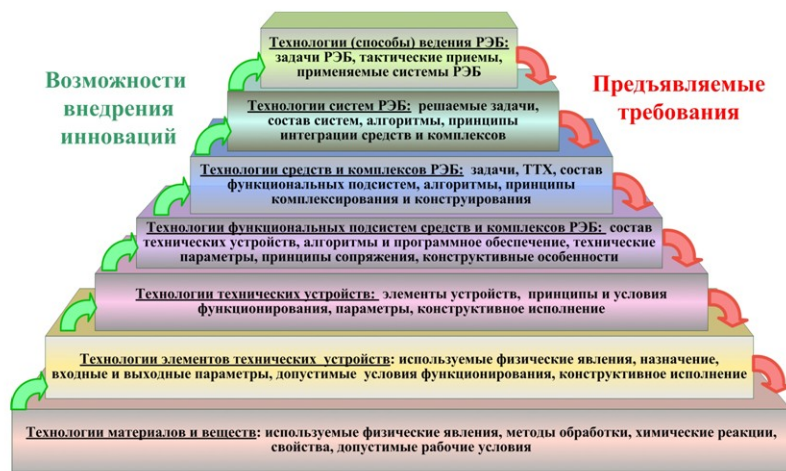 Технологии (способы) ведения РЭБ:
задачи РЭБ, тактические приемы,
применяемые системы РЭБ
Возможности
внедрения
инноваций
Предъявляемые
требования
Технологии систем РЭБ: решаемые задачи,
состав систем, алгоритмы, принципы
интеграции средств и комплексов
Технологии средств и комплексов РЭБ: задачи, ТТХ, состав
функциональных подсистем, алгоритмы, принципы
комплексирования и конструирования
Технологии функциональных подсистем средств и комплексов РЭБ: состав
технических устройств, алгоритмы и программное обеспечение, технические
параметры, принципы сопряжения, конструктивные особенности
Технологии технических устройств: элементы устройств, принципы и условия
функционирования, параметры, конструктивное исполнение
Технологии элементов технических устройств: используемые физические явления, назначение,
входные и выходные параметры, допустимые условия функционирования, конструктивное исполнение
Технологии материалов и веществ: используемые физические явления, методы обработки, химические реакции,
свойства, допустимые рабочие условия